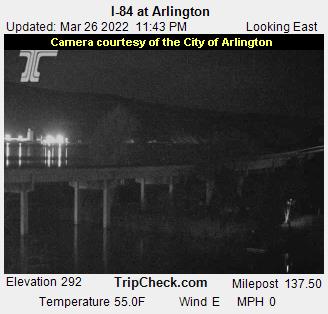 I-84 at Arlington
Updated: Mar 26 2022 11:43 PM Looking East
Camera courtesy of the City of Arlington
Elevation 292 TripCheck.com Milepost 137.50
Temperature 55.0F Wind E MPH 0